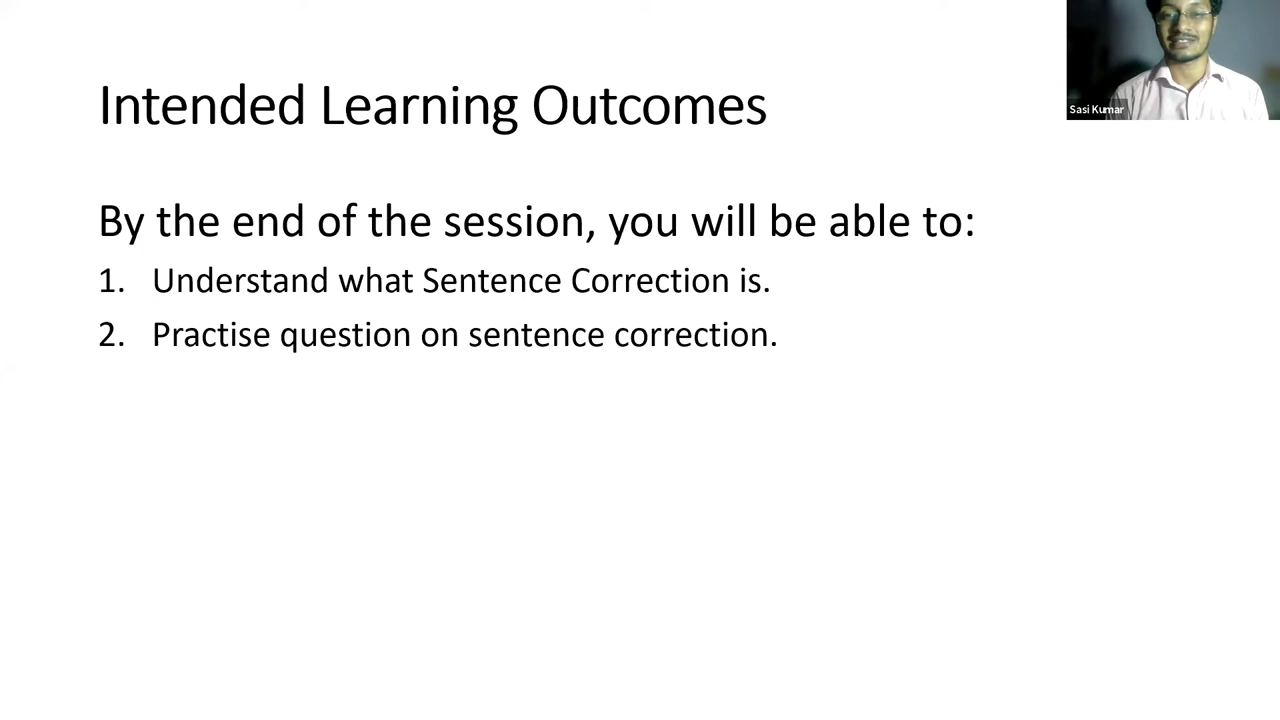 Intended Learning Outcomes
Sasi Kumar
By the end of the session, you will be able to:
1. Understand what Sentence Correction is.
2. Practise question on sentence correction.